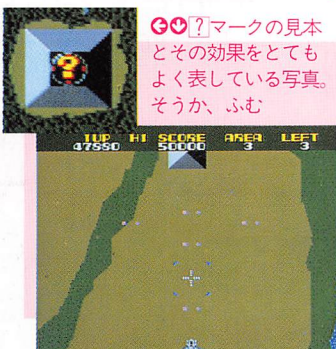 ?
⬅⬇?マークの見本
とその効果をとても
よく表している写真。
そうか、ふむ
1UP HI SCORE AREA LEFT
47880 50000 3 3